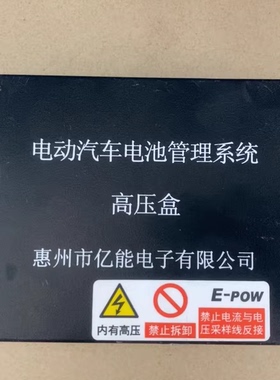 电动汽车电池管理系统
高压盒
惠州市亿能电子有限公司
E-POW
内有高压
禁止拆卸
禁止电流与电
压采样线反接